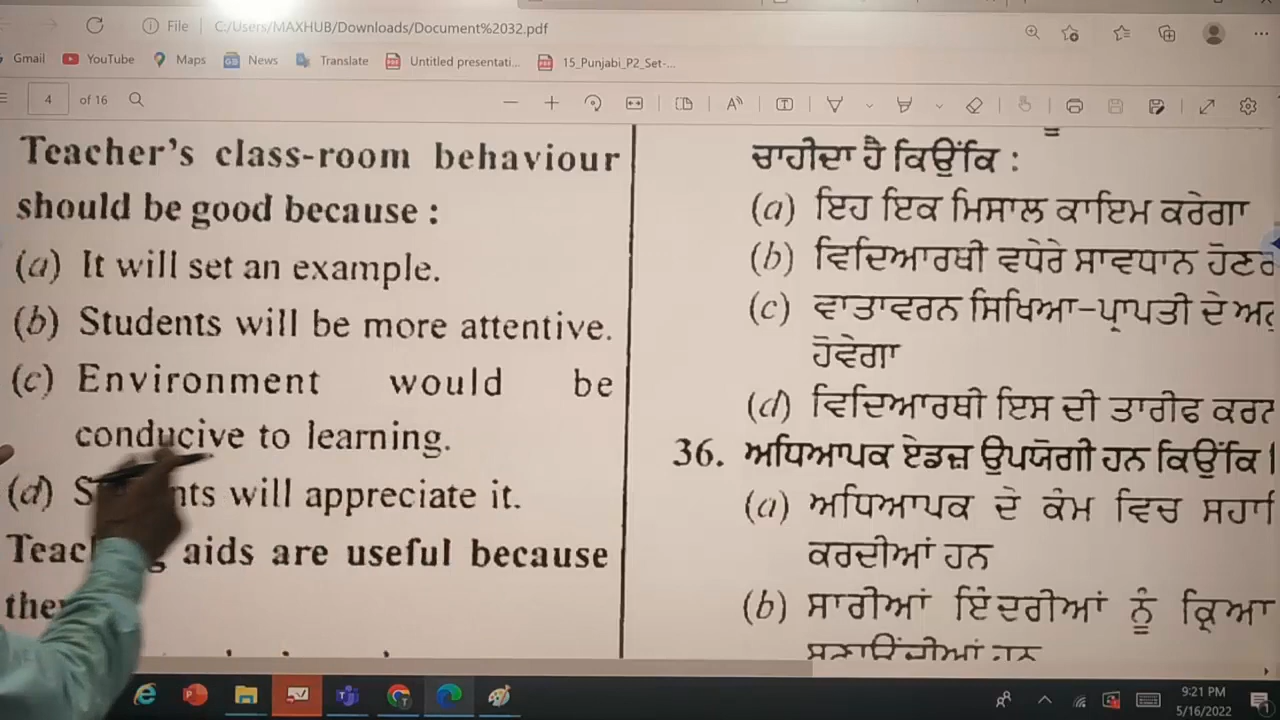 File C:/Users/MAXHUB/Downloads/Document%2032.pdf
Gmail YouTube Maps GB News Translate Untitled presentati... 15_Punjabi_P2_Set-...
4 of 16
Teacher's class-room behaviour
should be good because :
(a) It will set an example.
(b) Students will be more attentive.
(c) Environment would be
conducive to learning.
(d) will appreciate it.
aids are useful because
ਚਾਹੀਦਾ ਹੈ ਕਿਉਂਕਿ :
(a) ਇਹ ਇਕ ਮਿਸਾਲ ਕਾਇਮ ਕਰੇਗਾ
(b) ਵਿਦਿਆਰਥੀ ਵਧੇਰੇ ਸਾਵਧਾਨ
(c) ਵਾਤਾਵਰਨ ਸਿਖਿਆ-ਪ੍ਰਾਪਤੀ ਦੇ
ਹੋਵੇਗਾ
(d) ਵਿਦਿਆਰਥੀ ਇਸ ਦੀ ਤਾਰੀਫ
36. ਅਧਿਆਪਕ ਏਡਜ਼ ਉਪਯੋਗੀ ਹਨ ਕਿਉਂਕਿ
(a) ਅਧਿਆਪਕ ਦੇ ਕੰਮ ਵਿਚ
ਕਰਦੀਆਂ ਹਨ
(b) ਸਾਰੀਆਂ ਇੰਦਰੀਆਂ ਨੂੰ
9:21 PM
5/16/2022